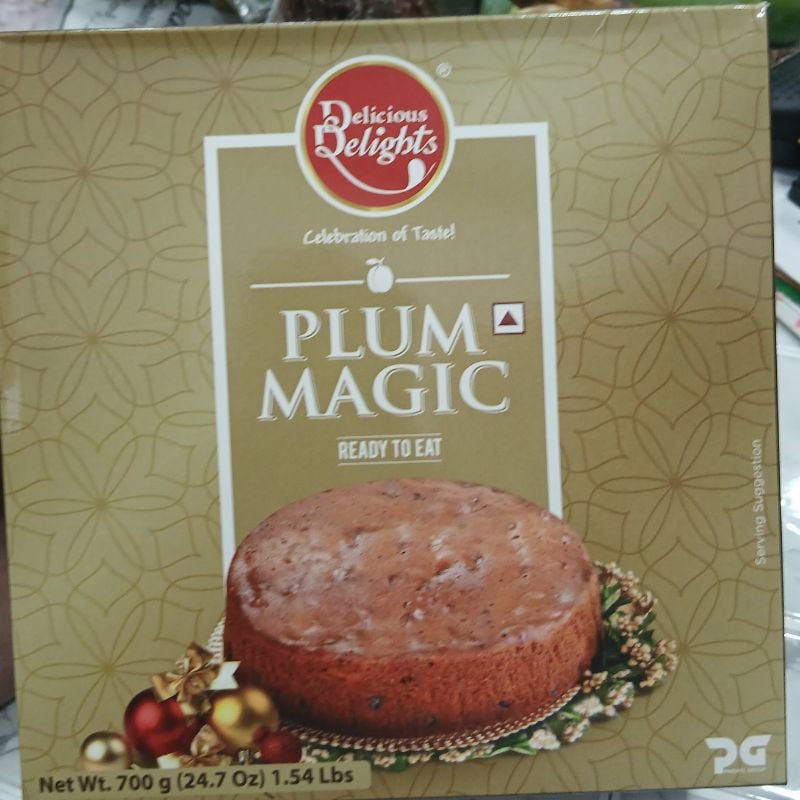 Delicious
Delights
®
Celebration of Taste!
PLUM
MAGIC
READY TO EAT
Serving Suggestion
PG
Net Wt. 700 g (24.7 Oz) 1.54 Lbs